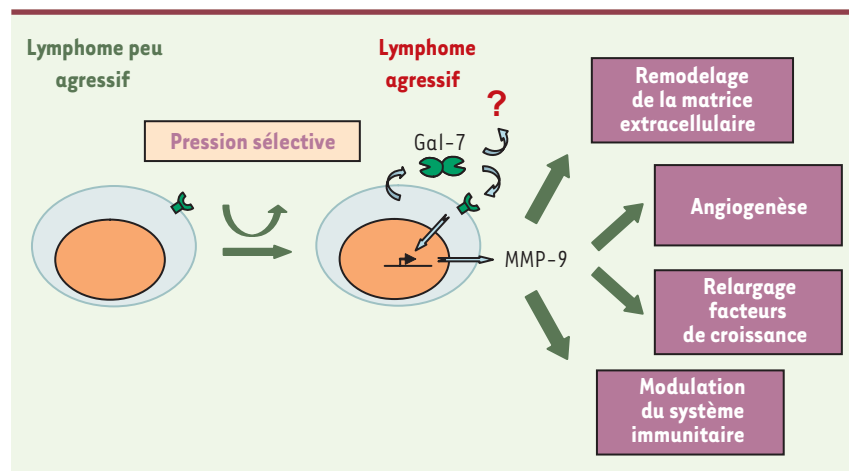 Lymphome peu
agressif
Lymphome
agressif
?
Pression sélective
Gal-7
MMP-9
Remodelage
de la matrice
extracellulaire
Angiogenèse
Relargage
facteurs
de croissance
Modulation
du système
immunitaire